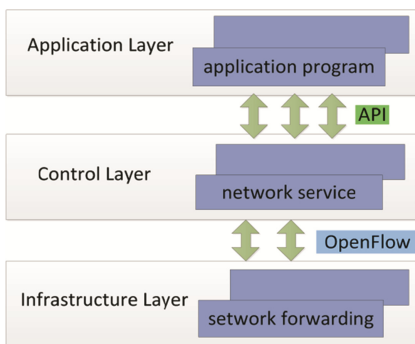 Application Layer
application program
API
Control Layer
network service
OpenFlow
Infrastructure Layer
setwork forwarding